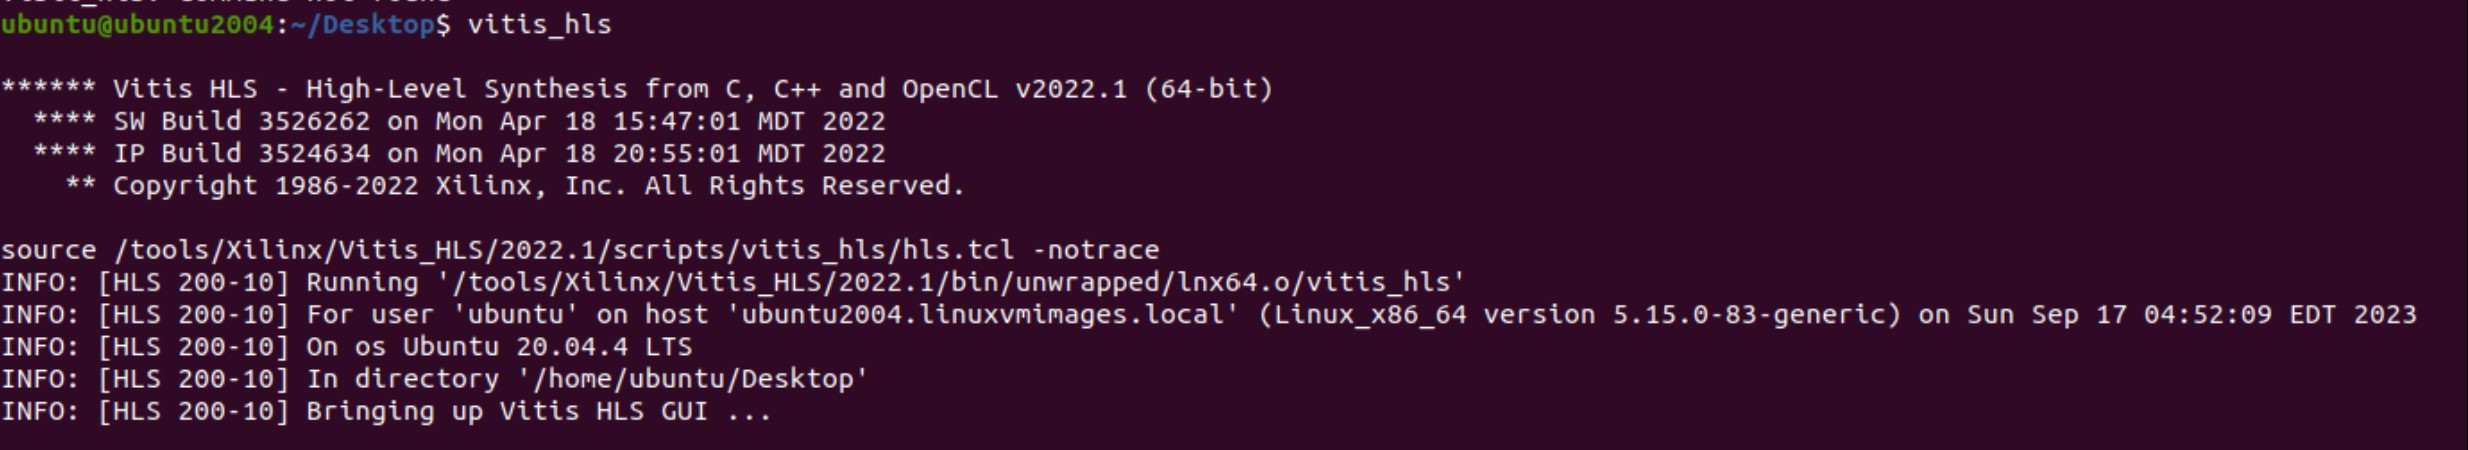 ubuntu@ubuntu2004:~/Desktop$ vitis_hls
****** Vitis HLS - High-Level Synthesis from C, C++ and OpenCL v2022.1 (64-bit)
  **** SW Build 3526262 on Mon Apr 18 15:47:01 MDT 2022
  **** IP Build 3524634 on Mon Apr 18 20:55:01 MDT 2022
    ** Copyright 1986-2022 Xilinx, Inc. All Rights Reserved.
source /tools/Xilinx/Vitis_HLS/2022.1/scripts/vitis_hls/hls.tcl -notrace
INFO: [HLS 200-10] Running '/tools/Xilinx/Vitis_HLS/2022.1/bin/unwrapped/lnx64.o/vitis_hls'
INFO: [HLS 200-10] For user 'ubuntu' on host 'ubuntu2004.linuxvmimages.local' (Linux_x86_64 version 5.15.0-83-generic) on Sun Sep 17 04:52:09 EDT 2023
INFO: [HLS 200-10] On os Ubuntu 20.04.4 LTS
INFO: [HLS 200-10] In directory '/home/ubuntu/Desktop'
INFO: [HLS 200-10] Bringing up Vitis HLS GUI ...